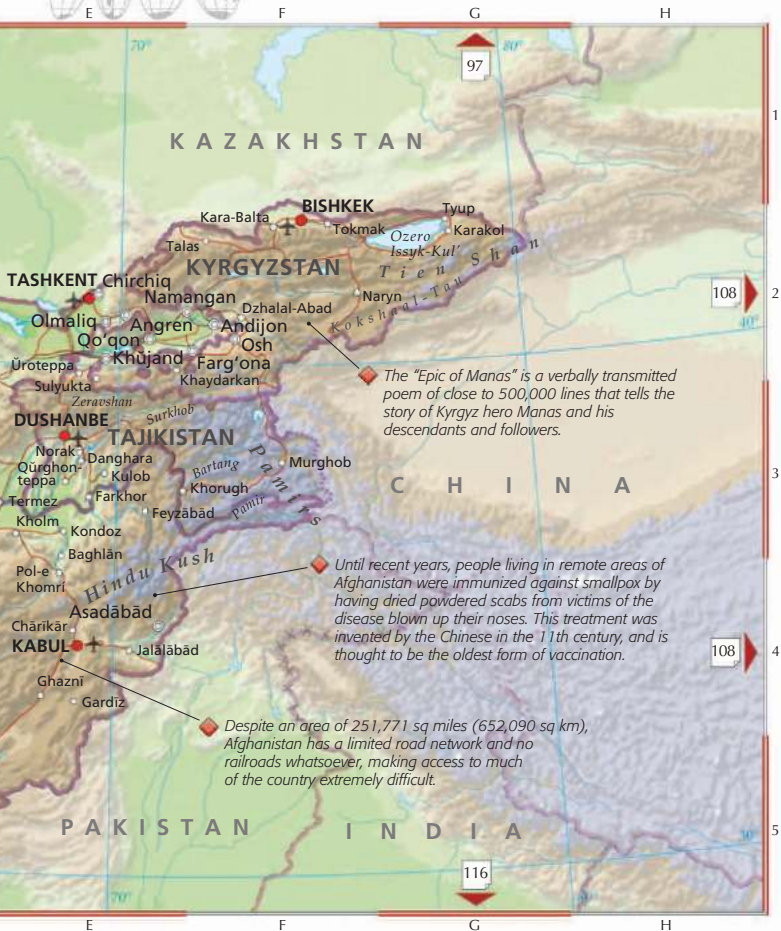 E F G H
70° 80°
97
1
KAZAKHSTAN
BISHKEK
Kara-Balta
Tyup
Tokmak
Karakol
Ozero
Issyk-Kul’
Talas
KYRGYZSTAN
Tien Shan
TASHKENT
Chirchiq
Namangan
Naryn
108
2
Dzhalal-Abad
Kokshaal-Tau
Olmaliq
Angren
Andijon
40°
Qo‘qon
Osh
Khŭjand
Farg‘ona
Ŭroteppa
Khaydarkan
Sulyukta
The “Epic of Manas” is a verbally transmitted
poem of close to 500,000 lines that tells the
story of Kyrgyz hero Manas and his
descendants and followers.
Zeravshan
Surkhob
DUSHANBE
TAJIKISTAN
Norak
Danghara
Bartang
Pamirs
Murghob
3
Qŭrghon-
teppa
Kulob
Khorugh
CHINA
Termez
Farkhor
Feyzābād
Pamir
Kholm
Kondoz
Baghlān
Pol-e
Khomrī
Hindu Kush
Until recent years, people living in remote areas of
Afghanistan were immunized against smallpox by
having dried powdered scabs from victims of the
disease blown up their noses. This treatment was
invented by the Chinese in the 11th century, and is
thought to be the oldest form of vaccination.
Asadābād
Chārīkār
KABUL
Jalālābād
108
4
Ghaznī
Gardīz
Despite an area of 251,771 sq miles (652,090 sq km),
Afghanistan has a limited road network and no
railroads whatsoever, making access to much
of the country extremely difficult.
PAKISTAN
INDIA
5
30°
116
70°
E F G H